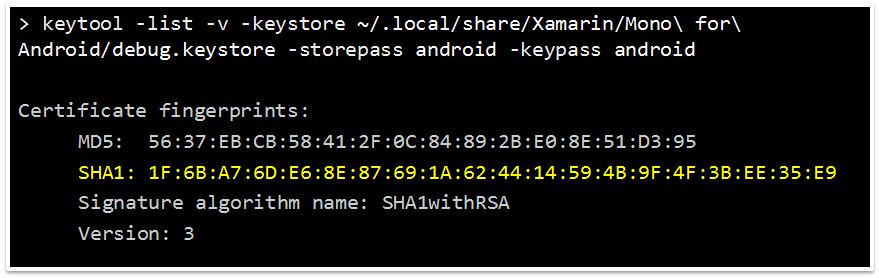 > keytool -list -v -keystore ~/.local/share/Xamarin/Mono\ for\
Android/debug.keystore -storepass android -keypass android
Certificate fingerprints:
MD5: 56:37:EB:CB:58:41:2F:0C:84:89:2B:E0:8E:51:D3:95
SHA1: 1F:6B:A7:6D:E6:8E:87:69:1A:62:44:14:59:4B:9F:4F:3B:EE:35:E9
Signature algorithm name: SHA1withRSA
Version: 3